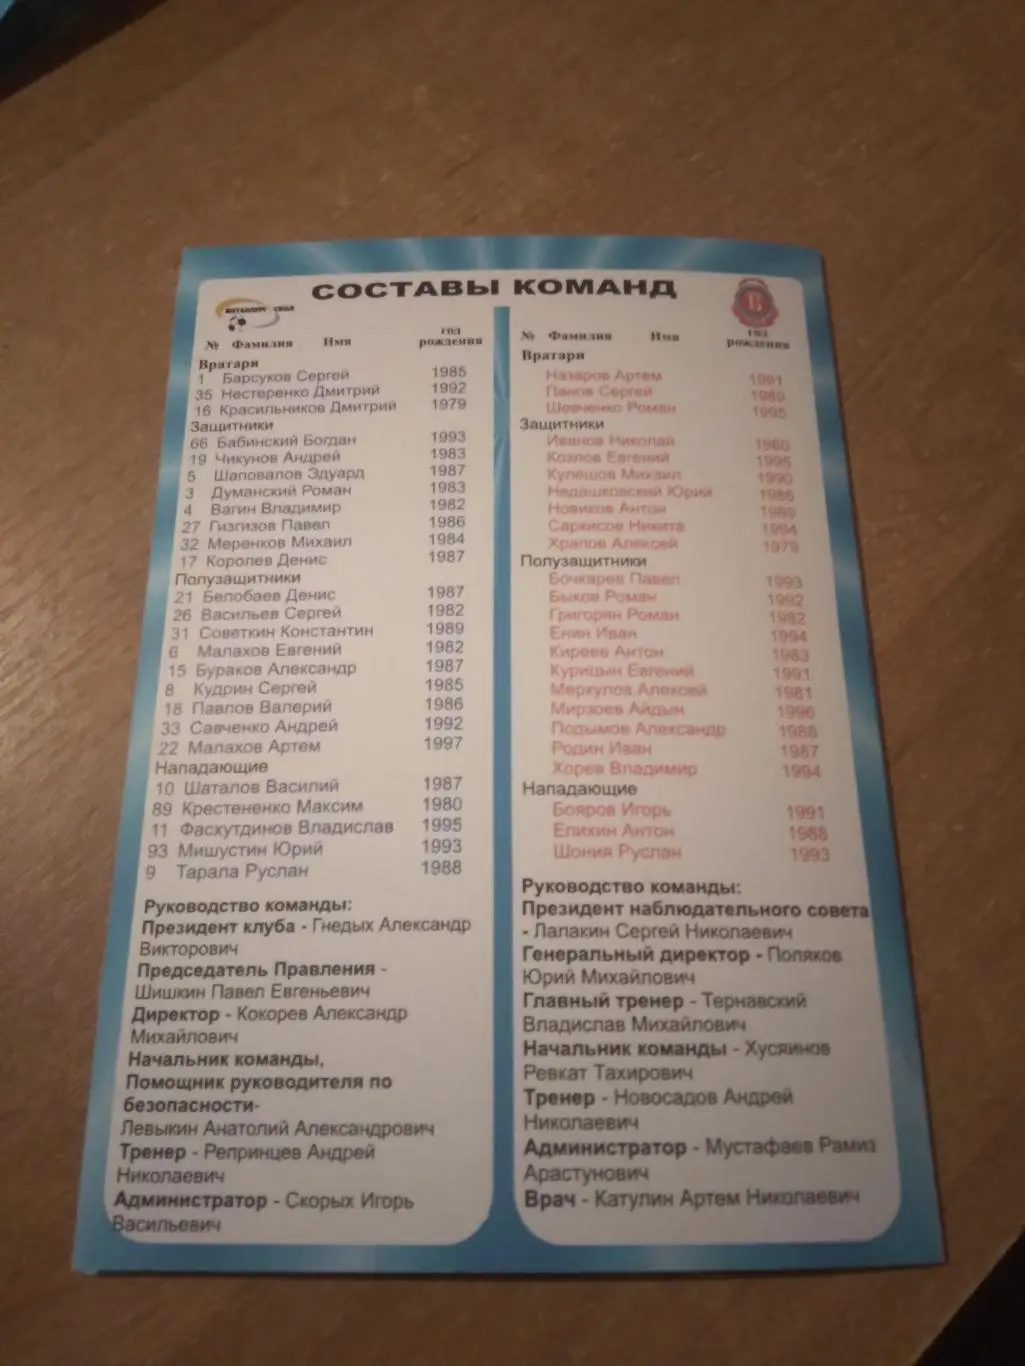 СОСТАВЫ КОМАНД
МЕТАЛЛУРГ-ОСКОЛ
№ Фамилия Имя год рождения
Вратари
1 Барсуков Сергей 1985
35 Нестеренко Дмитрий 1992
16 Красильников Дмитрий 1979
Защитники
66 Бабинский Богдан 1993
19 Чикунов Андрей 1983
5 Шаповалов Эдуард 1987
3 Думанский Роман 1983
4 Вагин Владимир 1982
27 Гизгизов Павел 1986
32 Меренков Михаил 1984
17 Королев Денис 1987
Полузащитники
21 Белобаев Денис 1987
26 Васильев Сергей 1982
31 Советкин Константин 1989
6 Малахов Евгений 1982
15 Бураков Александр 1987
8 Кудрин Сергей 1985
18 Павлов Валерий 1986
33 Савченко Андрей 1992
22 Малахов Артем 1997
Нападающие
10 Шаталов Василий 1987
89 Крестененко Максим 1980
11 Фасхутдинов Владислав 1995
93 Мишустин Юрий 1993
9 Тарала Руслан 1988
Руководство команды:
Президент клуба - Гнедых Александр
Викторович
Председатель Правления -
Шишкин Павел Евгеньевич
Директор - Кокорев Александр
Михайлович
Начальник команды,
Помощник руководителя по
безопасности-
Левыкин Анатолий Александрович
Тренер - Репринцев Андрей
Николаевич
Администратор - Скорых Игорь
Васильевич
№ Фамилия Имя год рождения
Вратари
Назаров Артем 1991
Панов Сергей 1989
Шевченко Роман 1995
Защитники
Иванов Николай 1980
Козлов Евгений 1995
Кулешов Михаил 1990
Недашковский Юрий 1986
Новиков Антон 1989
Саркисов Никита 1994
Храпов Алексей 1979
Полузащитники
Бочкарев Павел 1993
Быков Роман 1992
Григорян Роман 1982
Енин Иван 1994
Киреев Антон 1983
Курицын Евгений 1991
Меркулов Алексей 1981
Мирзоев Айдын 1996
Подымов Александр 1988
Родин Иван 1987
Хорев Владимир 1994
Нападающие
Бояров Игорь 1991
Елихин Антон 1988
Шония Руслан 1993
Руководство команды:
Президент наблюдательного совета
- Лалакин Сергей Николаевич
Генеральный директор - Поляков
Юрий Михайлович
Главный тренер - Тернавский
Владислав Михайлович
Начальник команды - Хусяинов
Ревкат Тахирович
Тренер - Новосадов Андрей
Николаевич
Администратор - Мустафаев Рамиз
Арастунович
Врач - Катулин Артем Николаевич